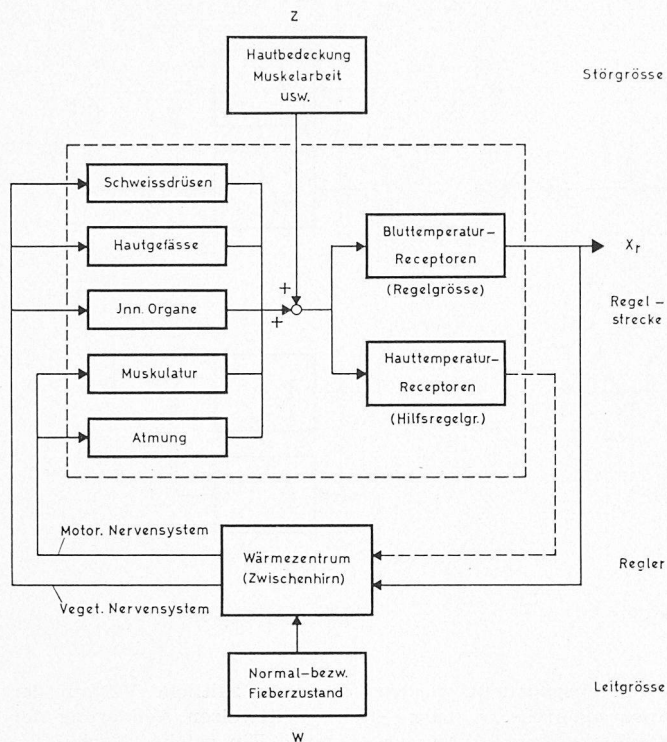 Z
Hautbedeckung
Muskelarbeit
usw.
Störgrösse
Schweissdrüsen
Hautgefässe
Jnn. Organe
Muskulatur
Atmung
+
+
Bluttemperatur-
Receptoren
(Regelgrösse)
Xr
Regel-
strecke
Hauttemperatur-
Receptoren
(Hilfsregelgr.)
Motor. Nervensystem
Veget. Nervensystem
Wärmezentrum
(Zwischenhirn)
Regler
Normal-bezw.
Fieberzustand
Leitgrösse
W